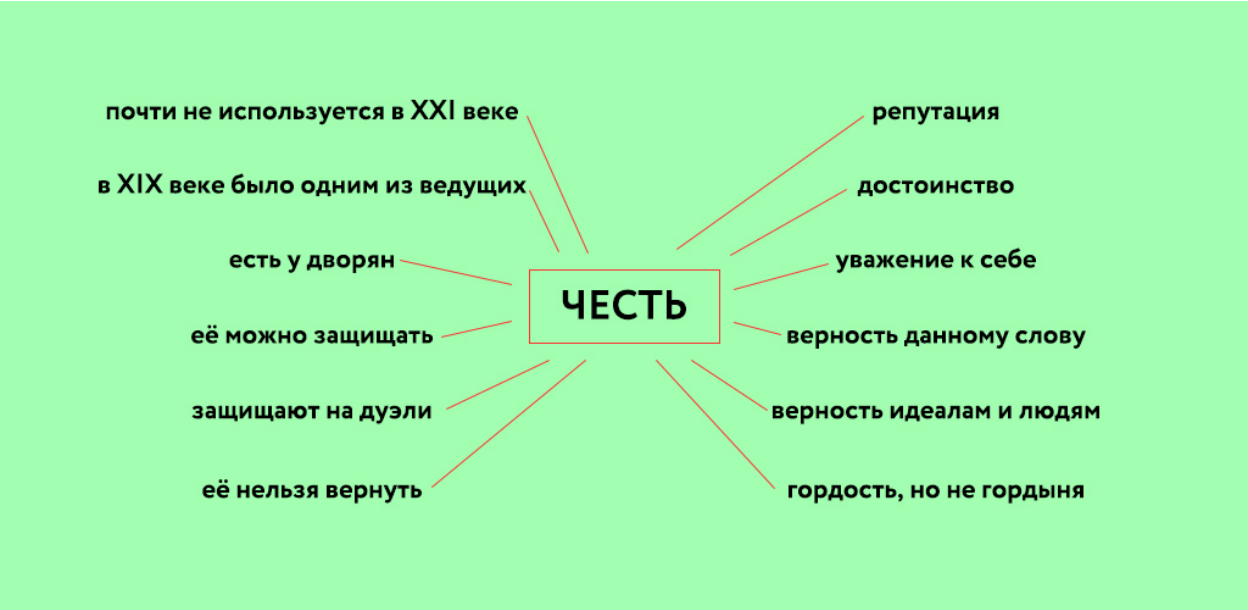 почти не используется в XXI веке
репутация
в XIX веке было одним из ведущих
достоинство
есть у дворян
уважение к себе
ЧЕСТЬ
её можно защищать
верность данному слову
защищают на дуэли
верность идеалам и людям
её нельзя вернуть
гордость, но не гордыня